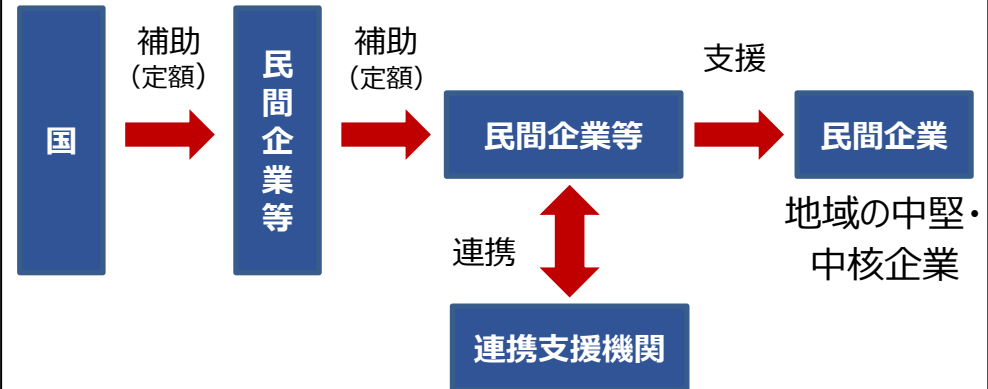 国
補助
（定額）
民間企業等
補助
（定額）
民間企業等
支援
民間企業
地域の中堅・
中核企業
連携
連携支援機関